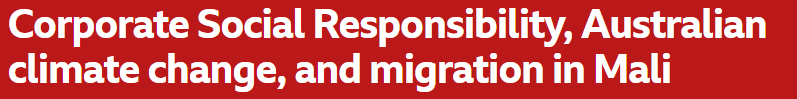 Corporate Social Responsibility, Australian
climate change, and migration in Mali